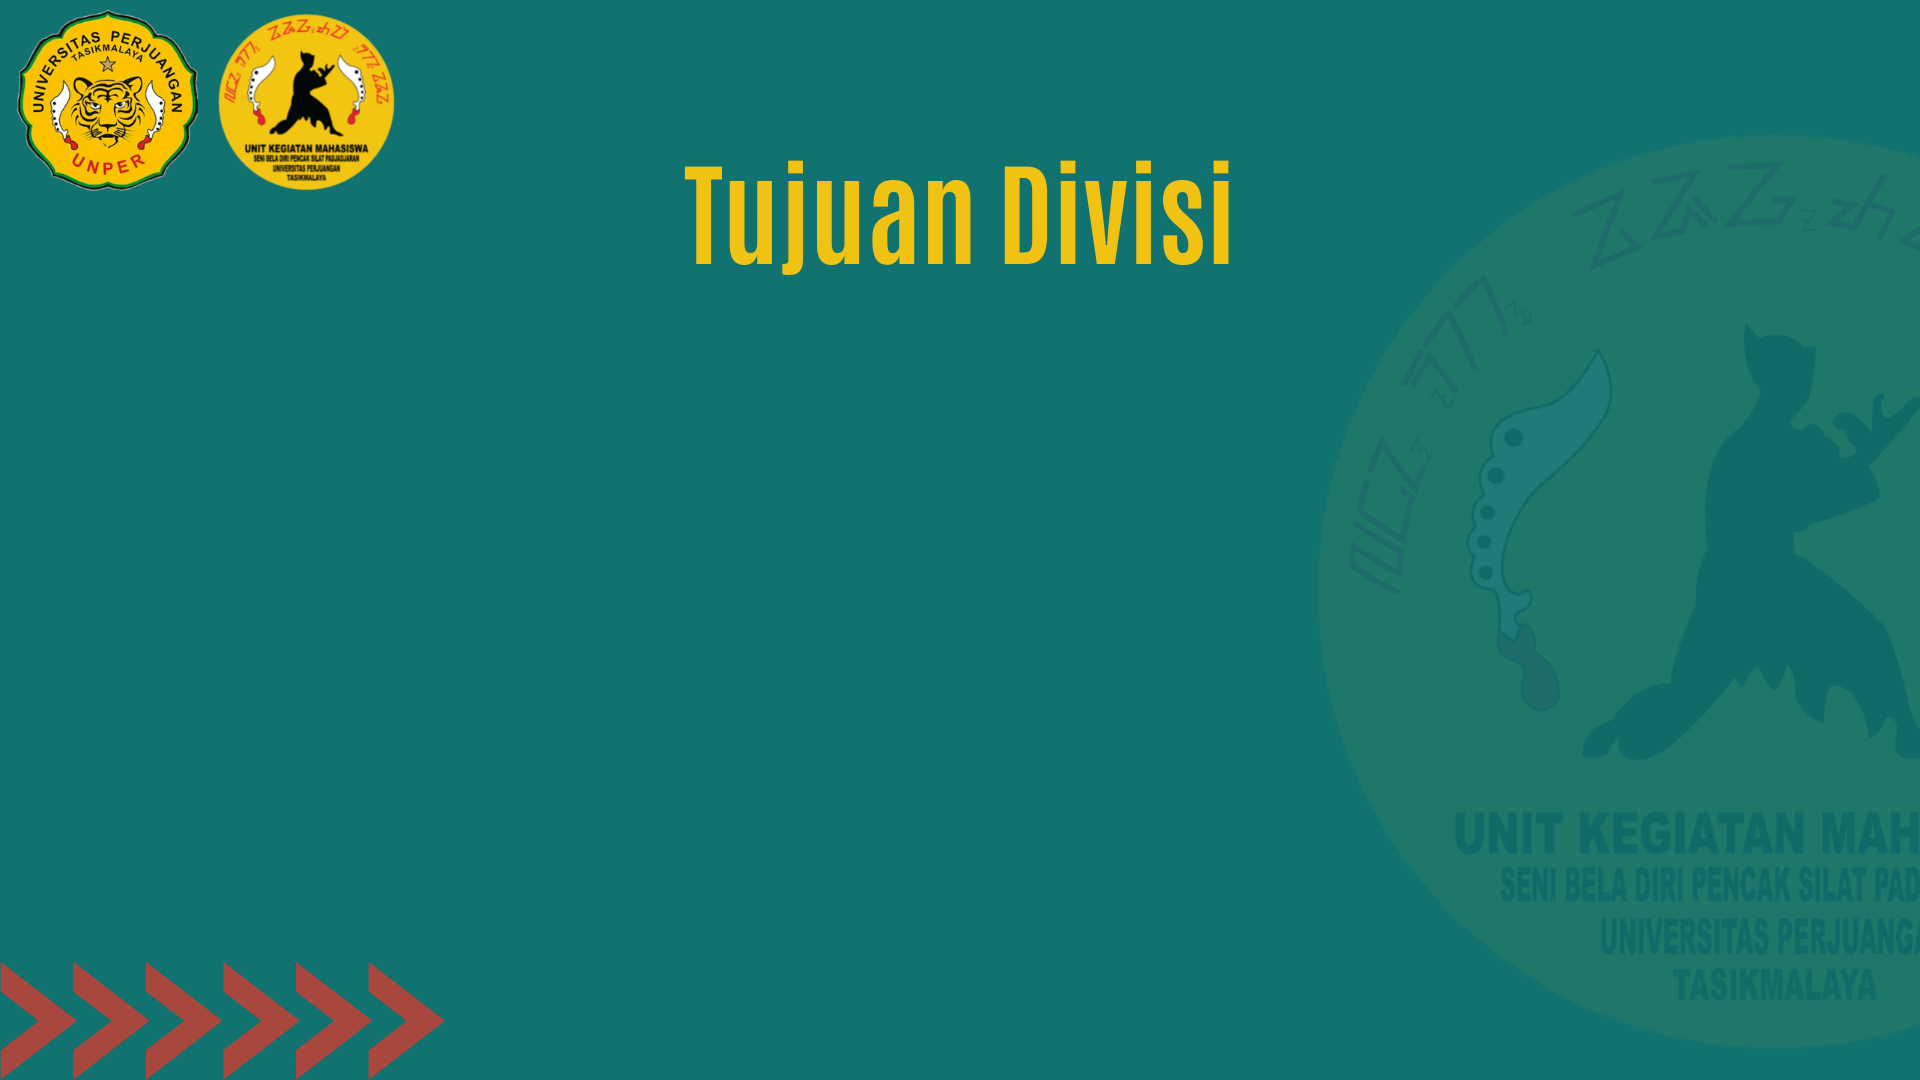 UNIVERSITAS PERJUANGAN
TASIKMALAYA
UNPER
UNIT KEGIATAN MAHASISWA
SENI BELA DIRI PENCAK SILAT PADJADJARAN
UNIVERSITAS PERJUANGAN
TASIKMALAYA
Tujuan Divisi
UNIT KEGIATAN MAH
SENI BELA DIRI PENCAK SILAT PAD
UNIVERSITAS PERJUANGA
TASIKMALAYA